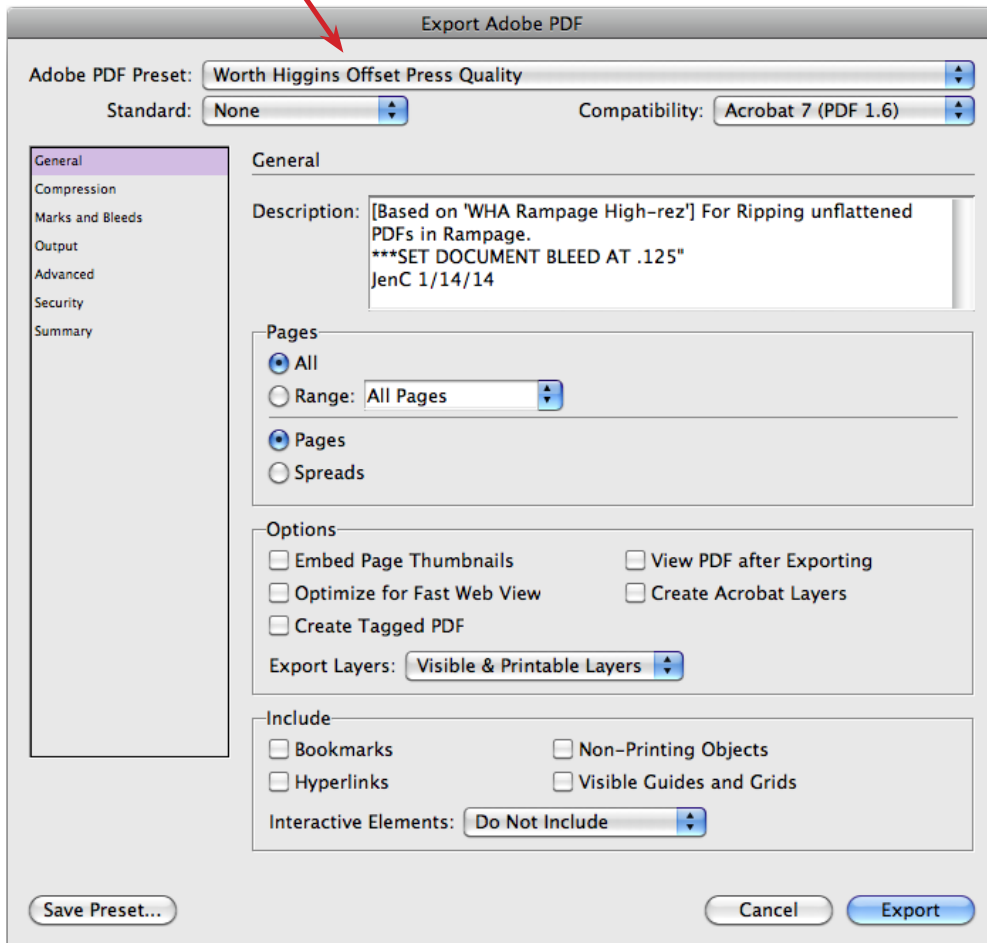 Export Adobe PDF
Adobe PDF Preset: Worth Higgins Offset Press Quality
Standard: None Compatibility: Acrobat 7 (PDF 1.6)
General
Compression
Marks and Bleeds
Output
Advanced
Security
Summary
General
Description: [Based on 'WHA Rampage High-rez'] For Ripping unflattened
PDFs in Rampage.
***SET DOCUMENT BLEED AT .125"
JenC 1/14/14
Pages
All
Range: All Pages
Pages
Spreads
Options
Embed Page Thumbnails View PDF after Exporting
Optimize for Fast Web View Create Acrobat Layers
Create Tagged PDF
Export Layers: Visible & Printable Layers
Include
Bookmarks Non-Printing Objects
Hyperlinks Visible Guides and Grids
Interactive Elements: Do Not Include
Save Preset... Cancel Export